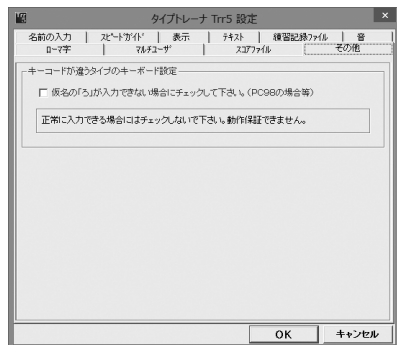 タイプトレーナ Trr5 設定
名前の入力 スピードガイド 表示 テキスト 練習記録ファイル 音
ローマ字 マルチユーザ スコアファイル その他
キーコードが違うタイプのキーボード設定
仮名の「ろ」が入力できない場合にチェックして下さい。(PC98の場合等)
正常に入力できる場合にはチェックしないで下さい。動作保証できません。
OK キャンセル